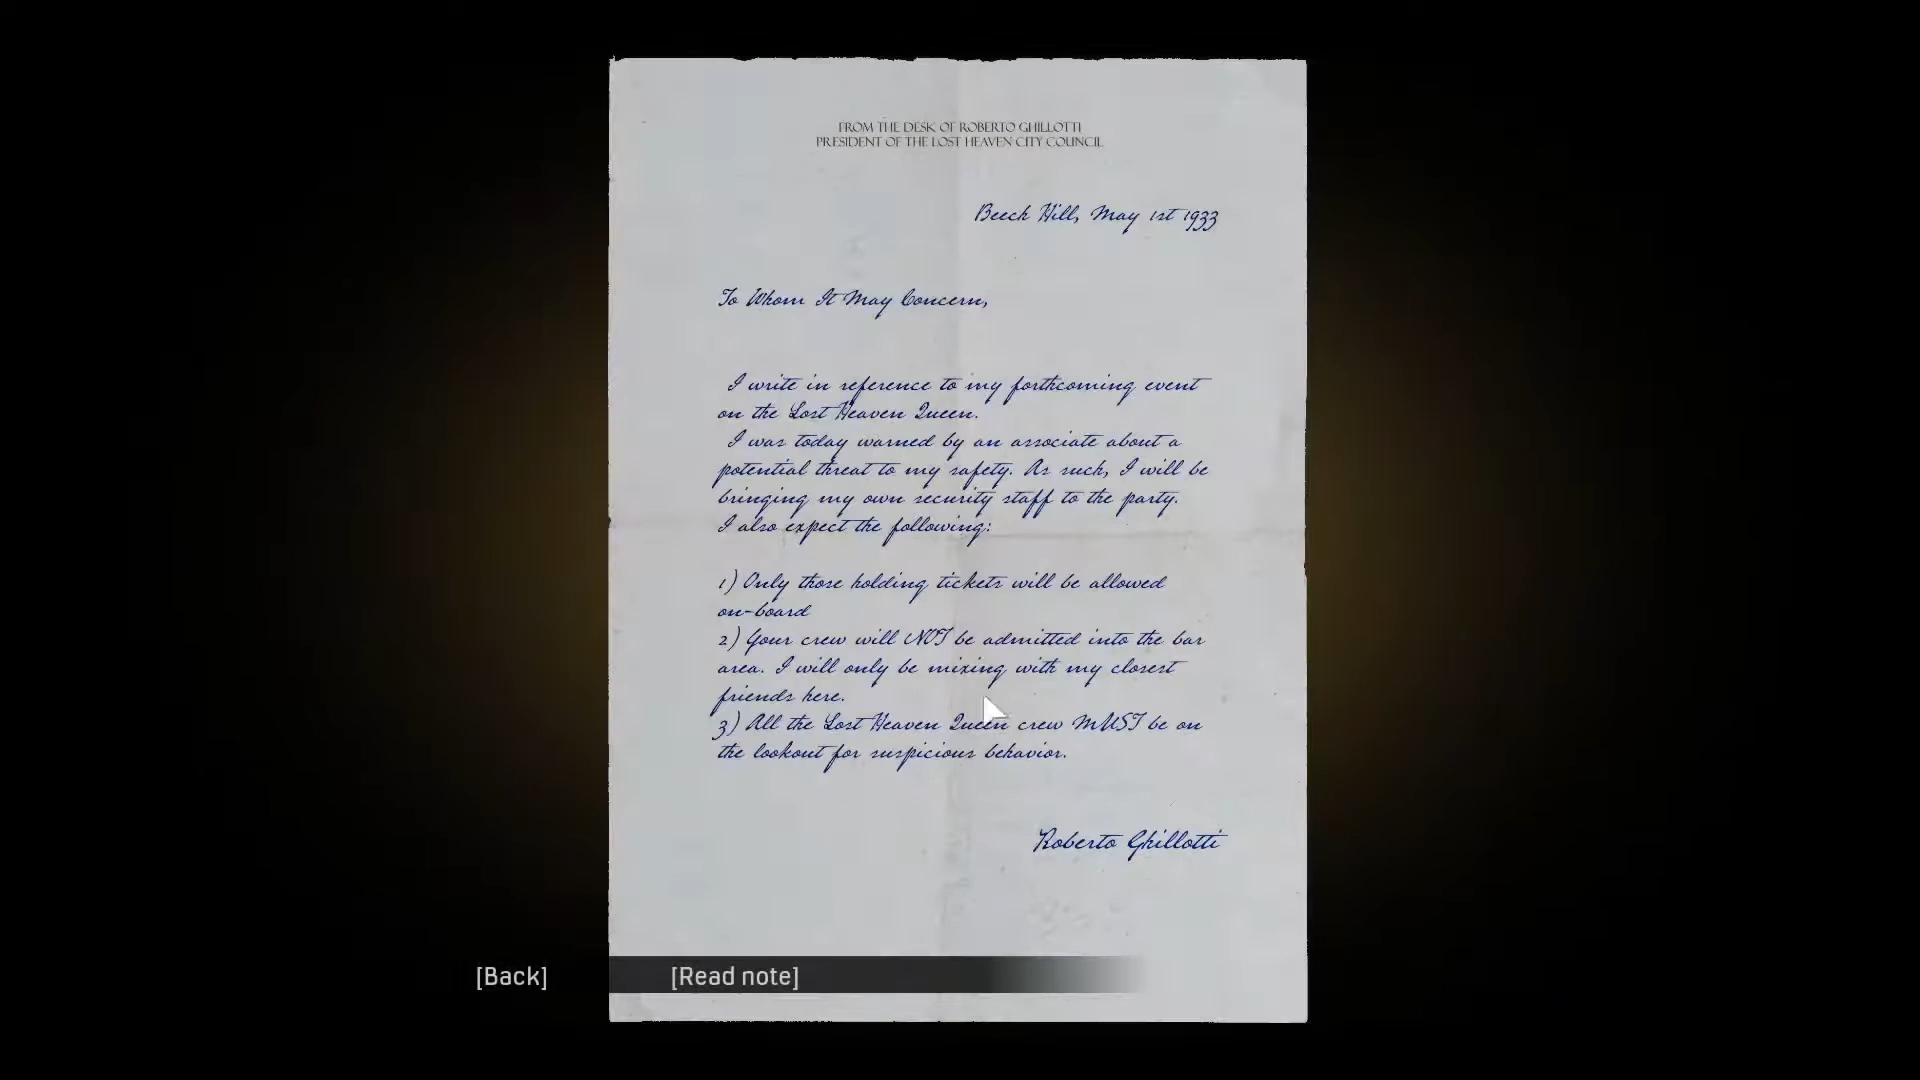 FROM THE DESK OF ROBERTO GHILLOTTI
PRESIDENT OF THE LOST HEAVEN CITY COUNCIL
Beech Hill, May 1st 1933
To Whom It May Concern,
I write in reference to my forthcoming event
on the Lost Heaven Queen.
I was today warned by an associate about a
potential threat to my safety. As such, I will be
bringing my own security staff to the party.
I also expect the following:
1) Only those holding tickets will be allowed
on-board
2) Your crew will NOT be admitted into the bar
area. I will only be mixing with my closest
friends here.
3) All the Lost Heaven Queen crew MUST be on
the lookout for suspicious behavior.
Roberto Ghillotti
[Back]
[Read note]